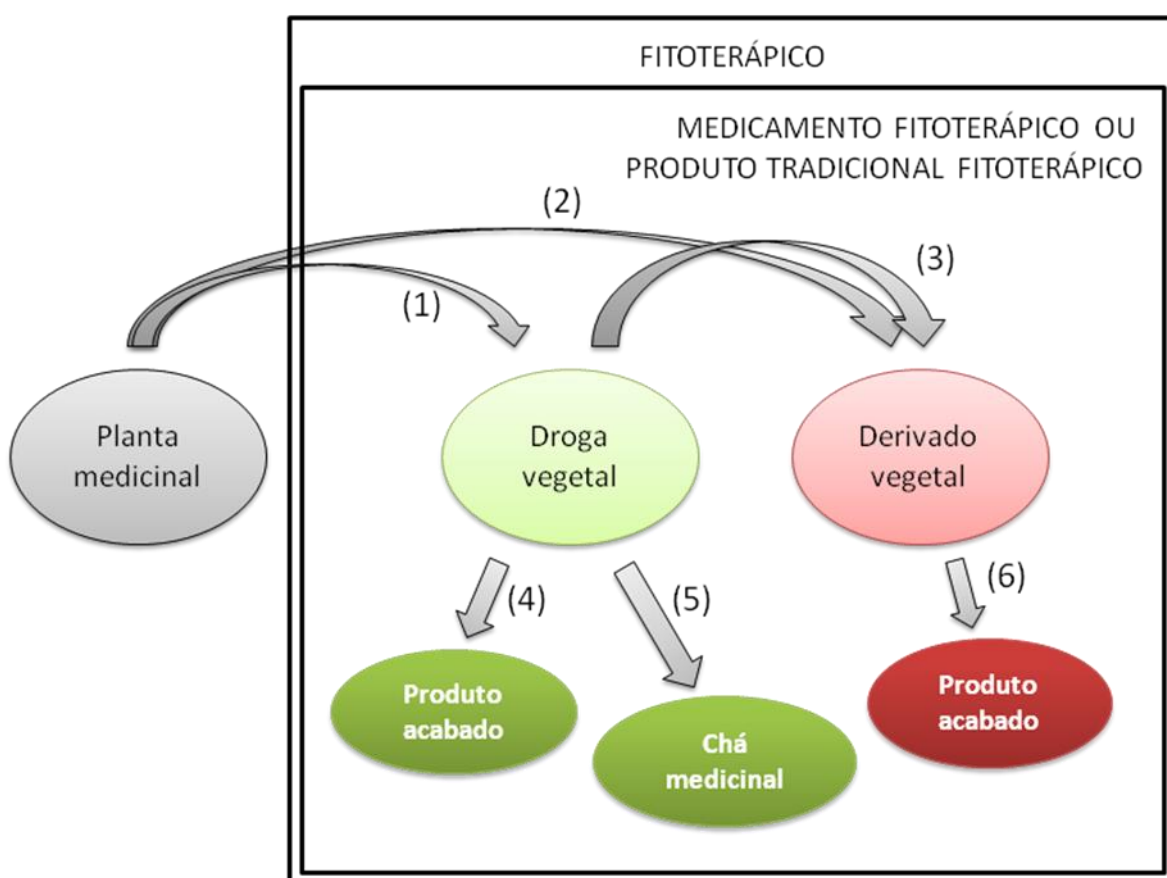 FITOTERÁPICO
MEDICAMENTO FITOTERÁPICO OU
PRODUTO TRADICIONAL FITOTERÁPICO
(2)
(3)
(1)
Planta
medicinal
Droga
vegetal
Derivado
vegetal
(4)
(5)
(6)
Produto
acabado
Chá
medicinal
Produto
acabado